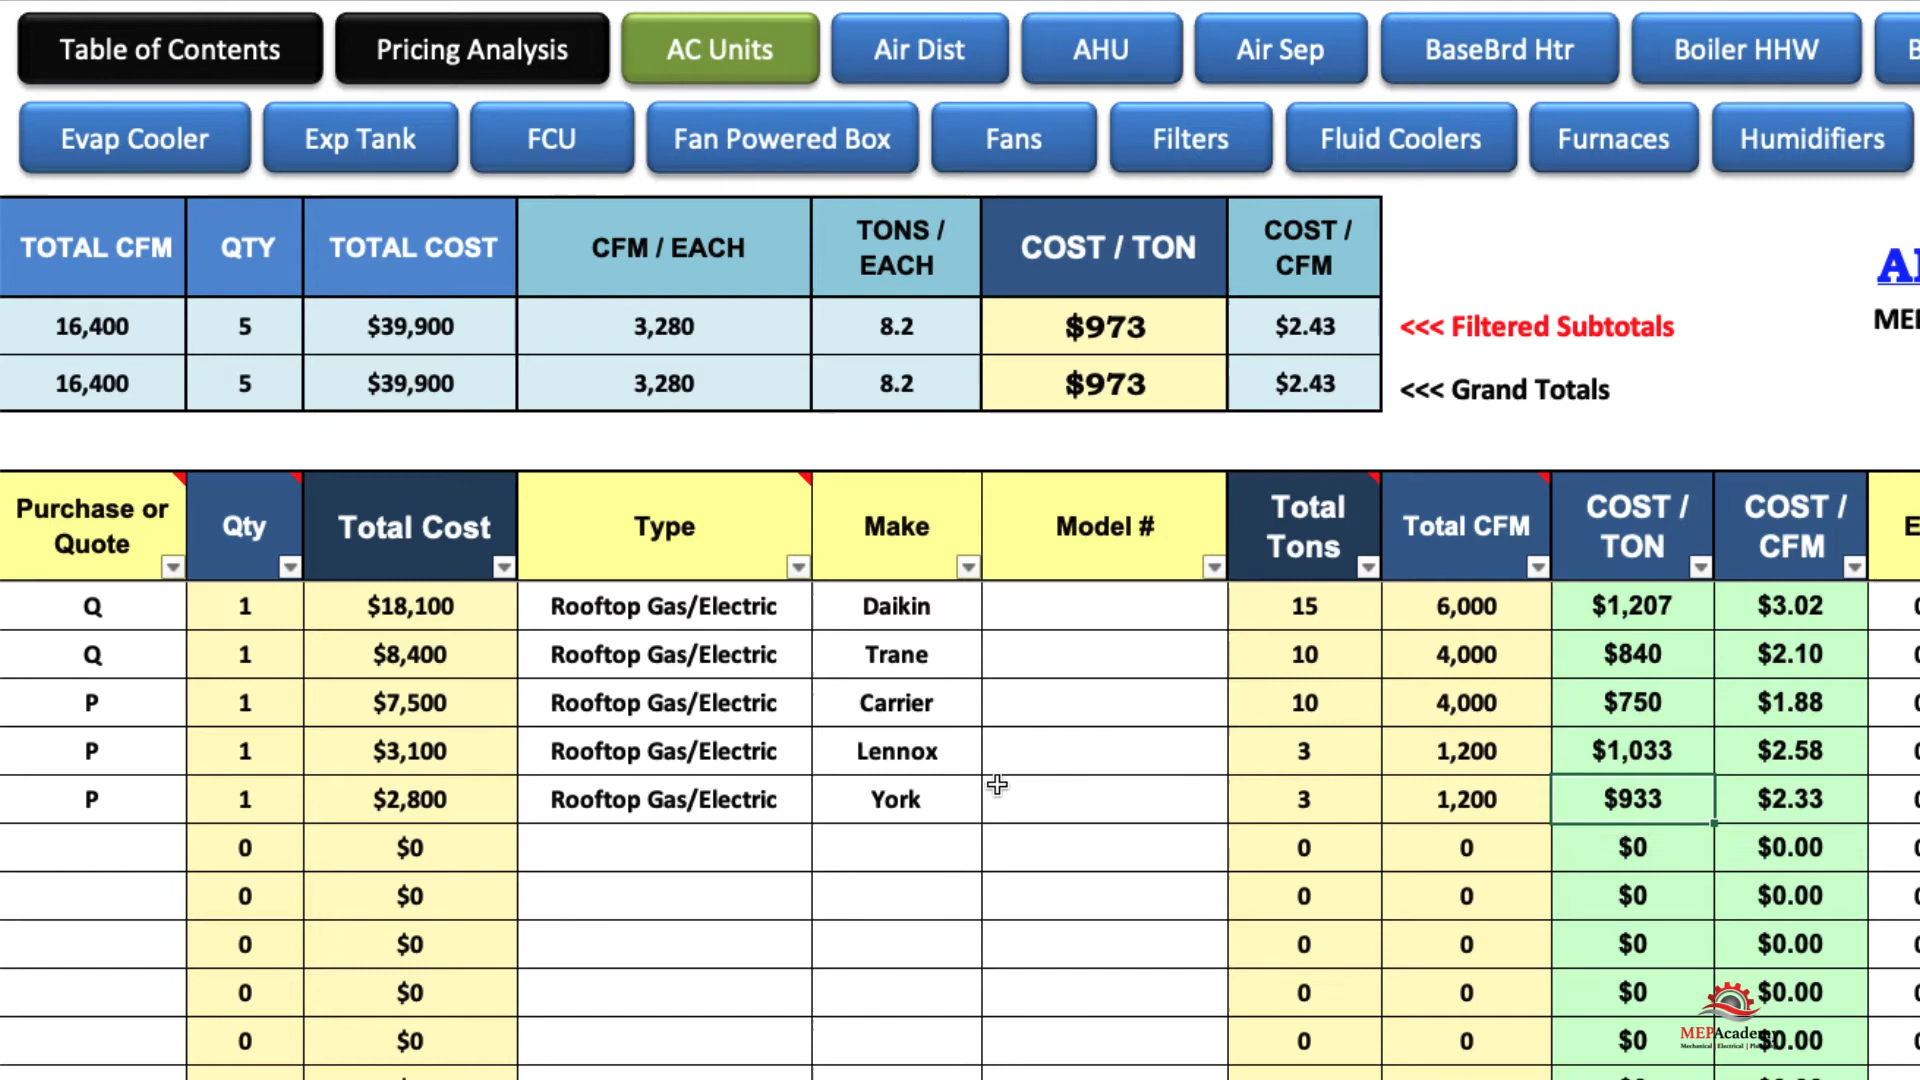 Table of Contents Pricing Analysis AC Units Air Dist AHU Air Sep BaseBrd Htr Boiler HHW
Evap Cooler Exp Tank FCU Fan Powered Box Fans Filters Fluid Coolers Furnaces Humidifiers
TOTAL CFM QTY TOTAL COST CFM / EACH TONS / EACH COST / TON COST / CFM
16,400 5 $39,900 3,280 8.2 $973 $2.43 <<< Filtered Subtotals
16,400 5 $39,900 3,280 8.2 $973 $2.43 <<< Grand Totals
Purchase or Quote Qty Total Cost Type Make Model # Total Tons Total CFM COST / TON COST / CFM
Q 1 $18,100 Rooftop Gas/Electric Daikin 15 6,000 $1,207 $3.02
Q 1 $8,400 Rooftop Gas/Electric Trane 10 4,000 $840 $2.10
P 1 $7,500 Rooftop Gas/Electric Carrier 10 4,000 $750 $1.88
P 1 $3,100 Rooftop Gas/Electric Lennox 3 1,200 $1,033 $2.58
P 1 $2,800 Rooftop Gas/Electric York 3 1,200 $933 $2.33
0 $0 0 0 $0 $0.00
0 $0 0 0 $0 $0.00
0 $0 0 0 $0 $0.00
0 $0 0 0 $0 $0.00
0 $0 0 0 $0 $0.00
MEPAcademy
Mechanical | Electrical |